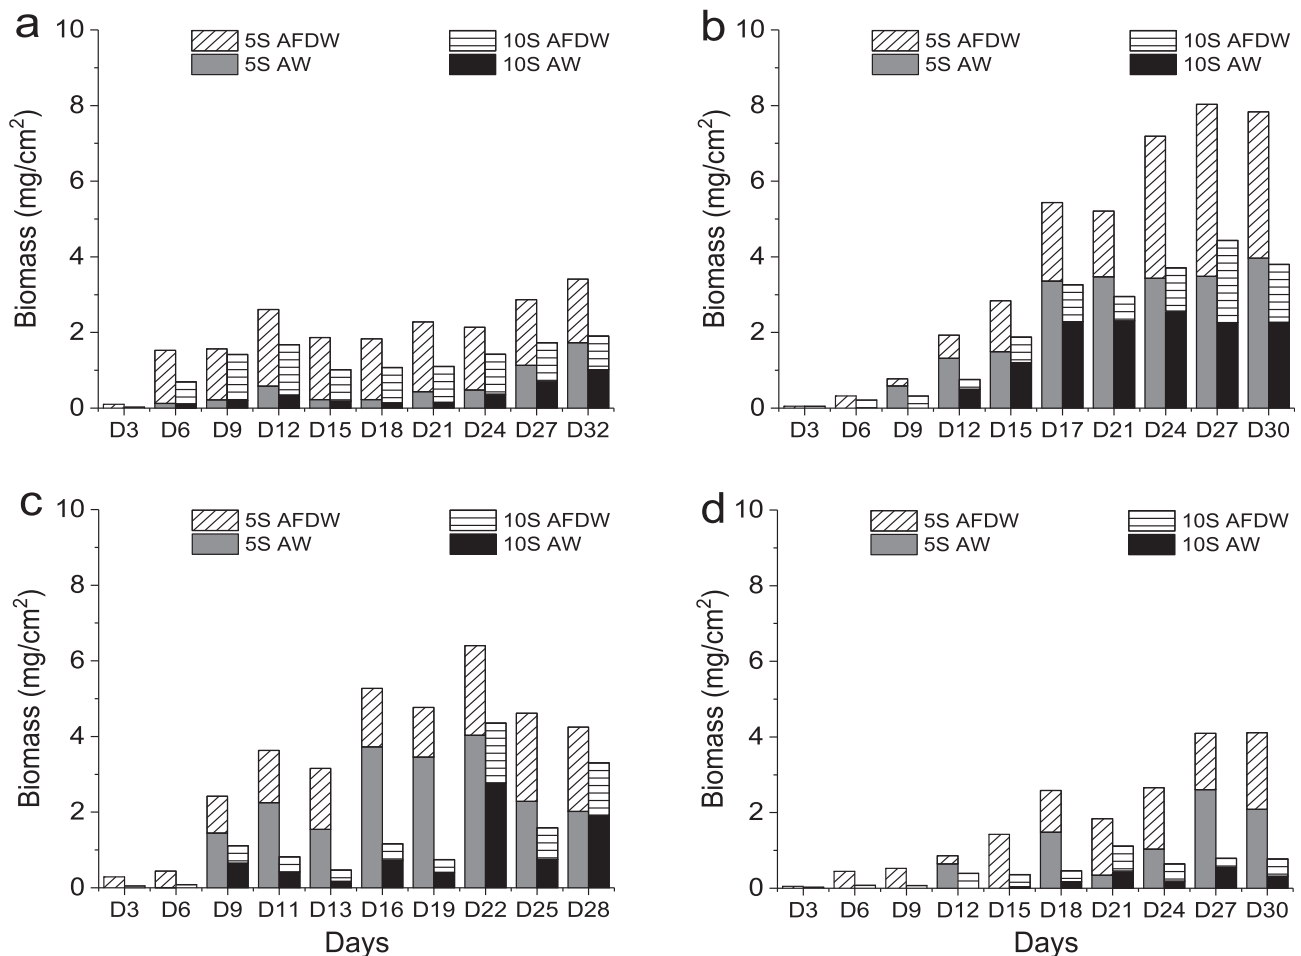 a
10
8
6
4
2
0
Biomass (mg/cm²)
5S AFDW
10S AFDW
5S AW
10S AW
D3 D6 D9 D12 D15 D18 D21 D24 D27 D32
b
10
8
6
4
2
0
Biomass (mg/cm²)
5S AFDW
10S AFDW
5S AW
10S AW
D3 D6 D9 D12 D15 D17 D21 D24 D27 D30
c
10
8
6
4
2
0
Biomass (mg/cm²)
5S AFDW
10S AFDW
5S AW
10S AW
D3 D6 D9 D11 D13 D16 D19 D22 D25 D28
Days
d
10
8
6
4
2
0
Biomass (mg/cm²)
5S AFDW
10S AFDW
5S AW
10S AW
D3 D6 D9 D12 D15 D18 D21 D24 D27 D30
Days